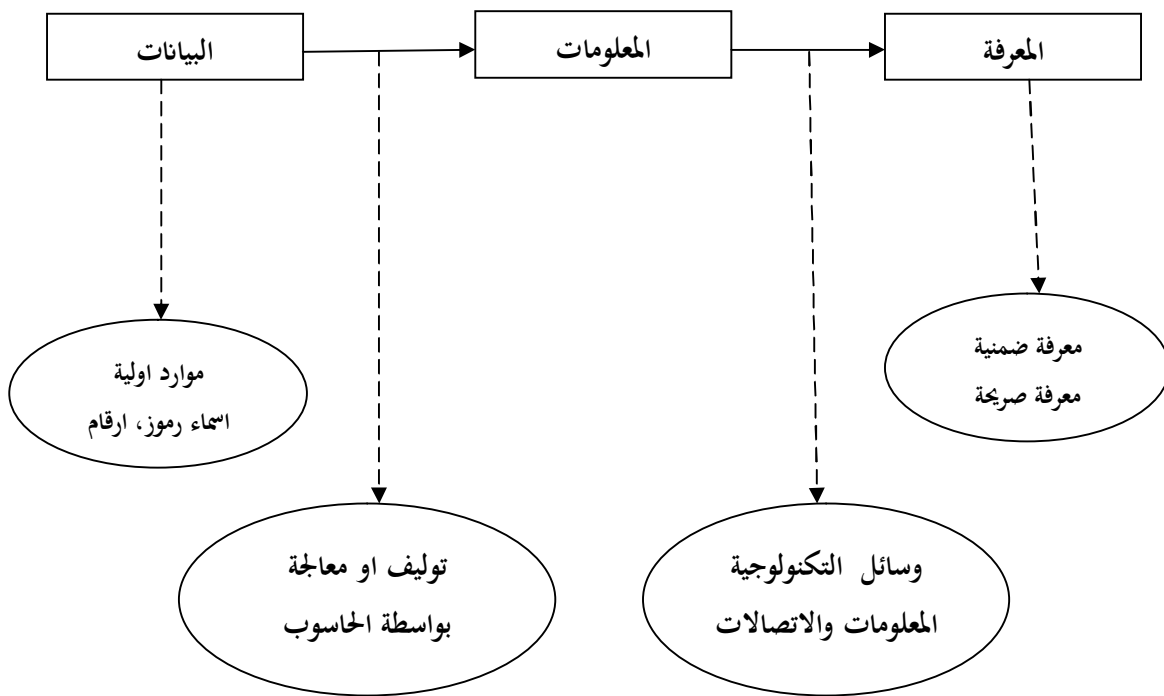 البيانات
المعلومات
المعرفة
موارد اولية
اسماء رموز، ارقام
معرفة ضمنية
معرفة صريحة
توليف او معالجة
بواسطة الحاسوب
وسائل التكنولوجية
المعلومات والاتصالات